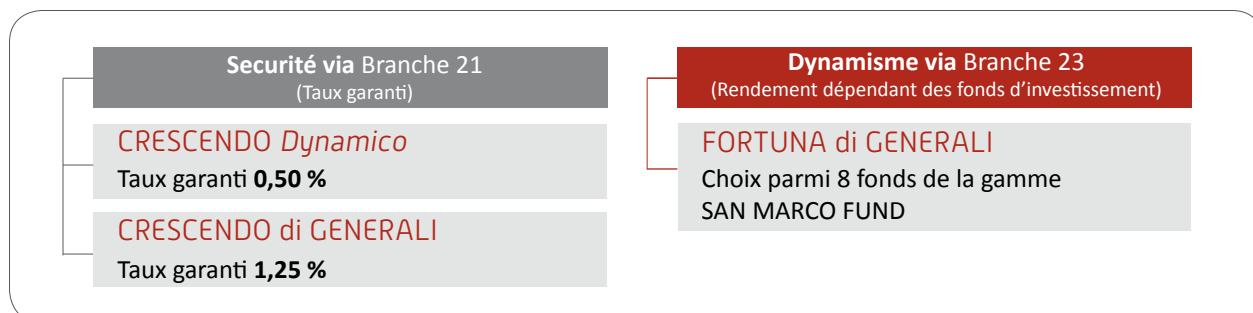 Securité via Branche 21
(Taux garanti)
CRESCENDO Dynamico
Taux garanti 0,50 %
CRESCENDO di GENERALI
Taux garanti 1,25 %
Dynamisme via Branche 23
(Rendement dépendant des fonds d’investissement)
FORTUNA di GENERALI
Choix parmi 8 fonds de la gamme
SAN MARCO FUND